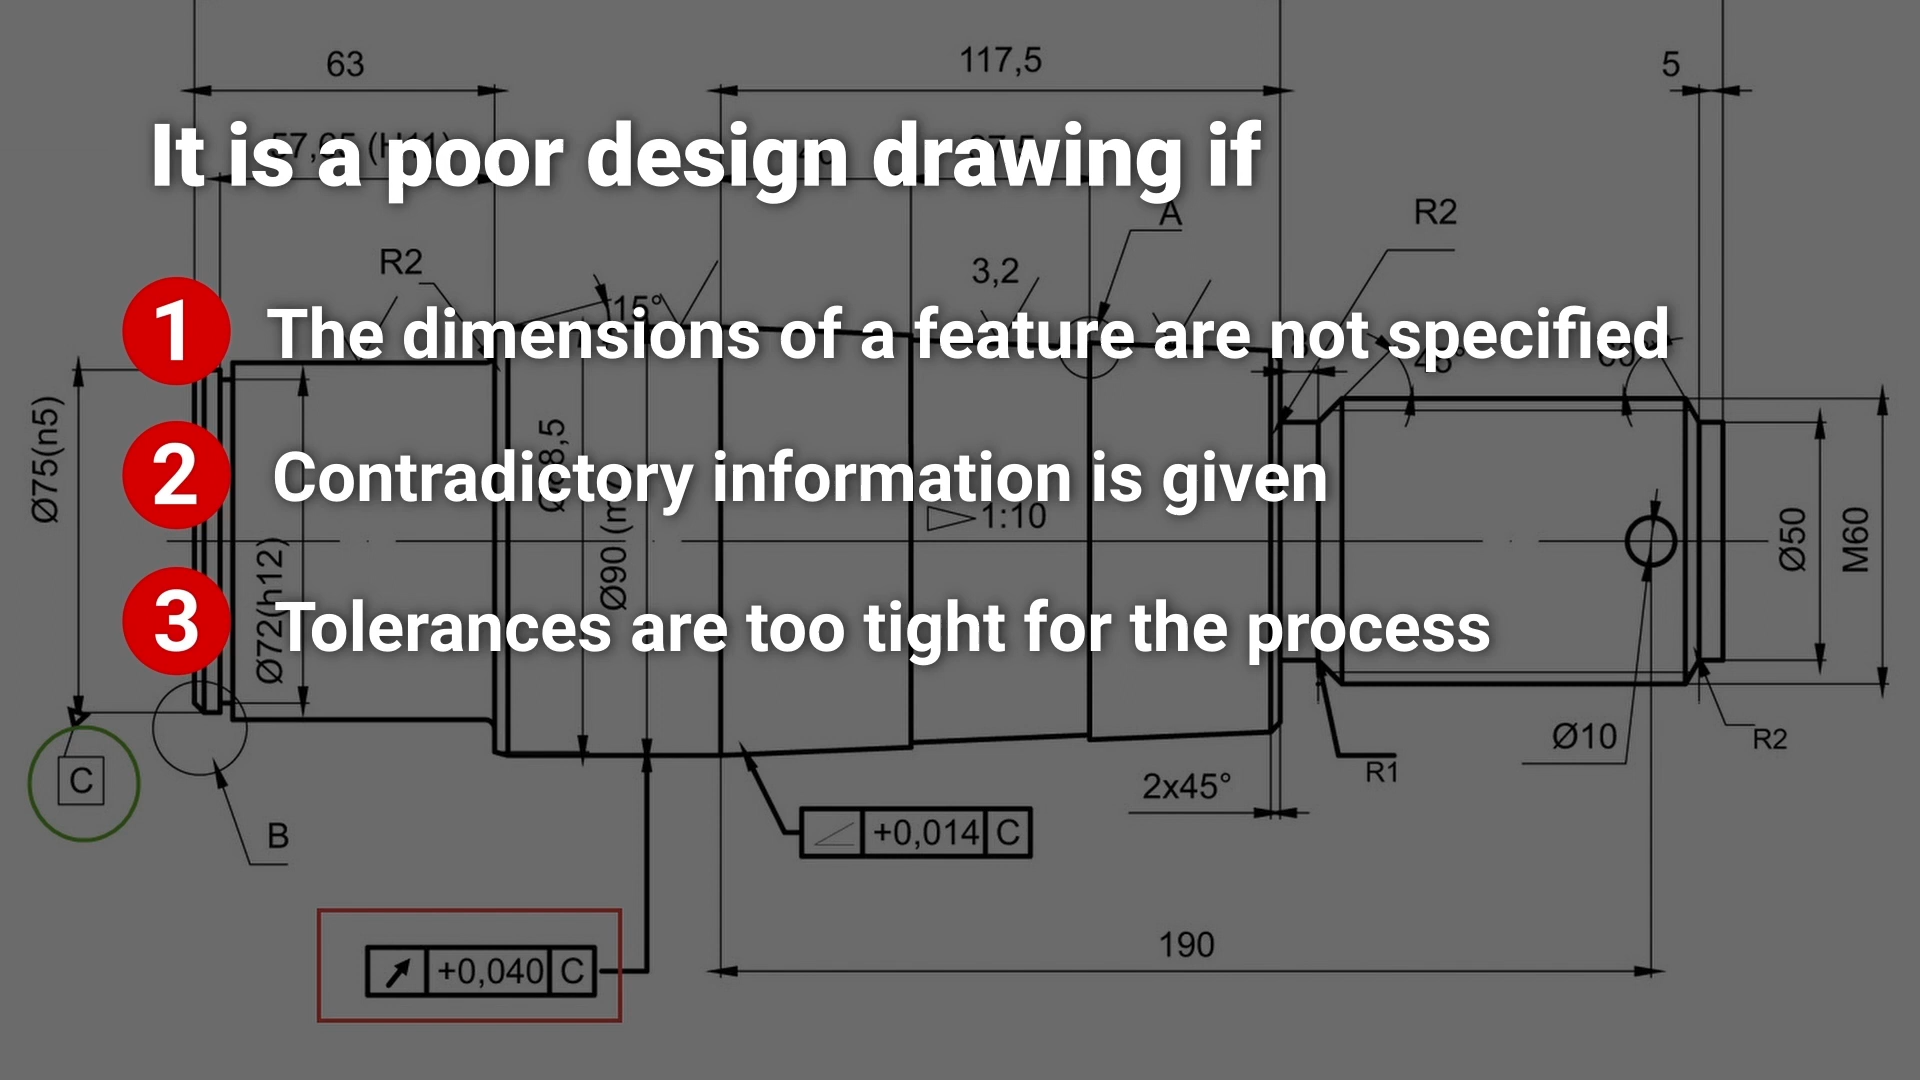 63
117,5
5
It is a poor design drawing if
A
R2
R2
3,2
15°
1 The dimensions of a feature are not specified
45°
Ø75(n5)
2 Contradictory information is given
1:10
Ø50
M60
Ø72(h12)
3 Tolerances are too tight for the process
Ø10
R2
R1
C
2x45°
B
+0,014 C
190
+0,040 C